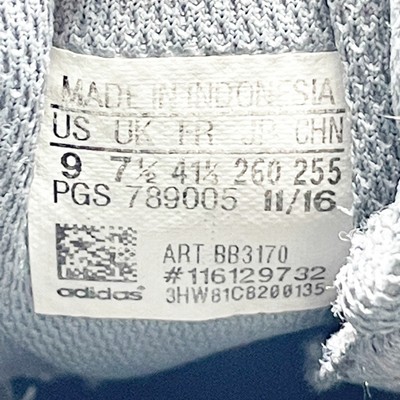 MADE IN INDONESIA
US UK FR JP CHN
9 7½ 41⅓ 260 255
PGS 789005 11/16
ART BB3170
#116129732
3HW81C8200135
adidas